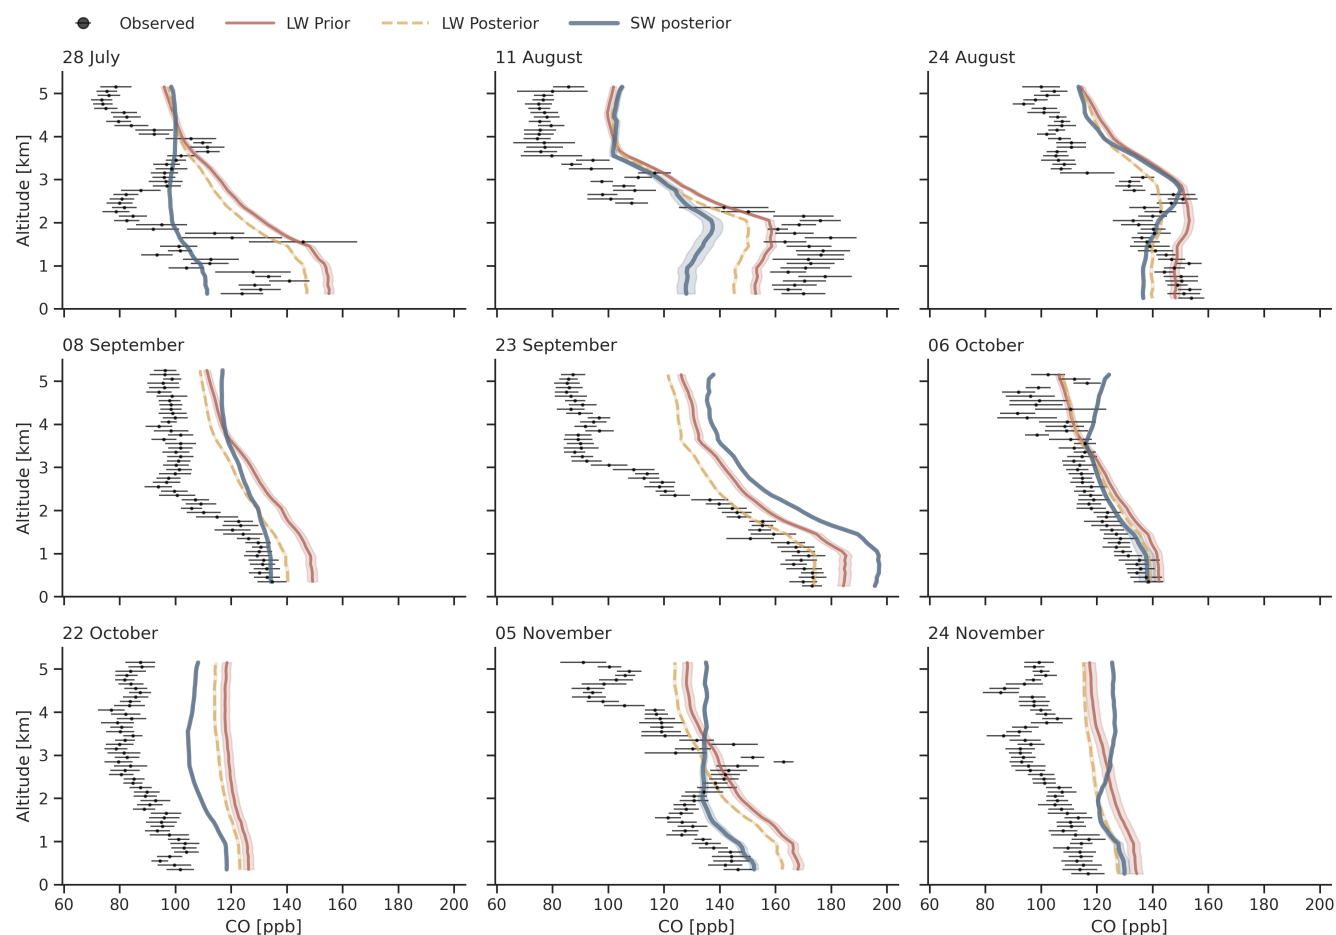 Observed LW Prior LW Posterior SW posterior
28 July 11 August 24 August
Altitude [km]
5
4
3
2
1
0
08 September 23 September 06 October
Altitude [km]
5
4
3
2
1
0
22 October 05 November 24 November
Altitude [km]
5
4
3
2
1
0
60 80 100 120 140 160 180 200 60 80 100 120 140 160 180 200 60 80 100 120 140 160 180 200
CO [ppb] CO [ppb] CO [ppb]